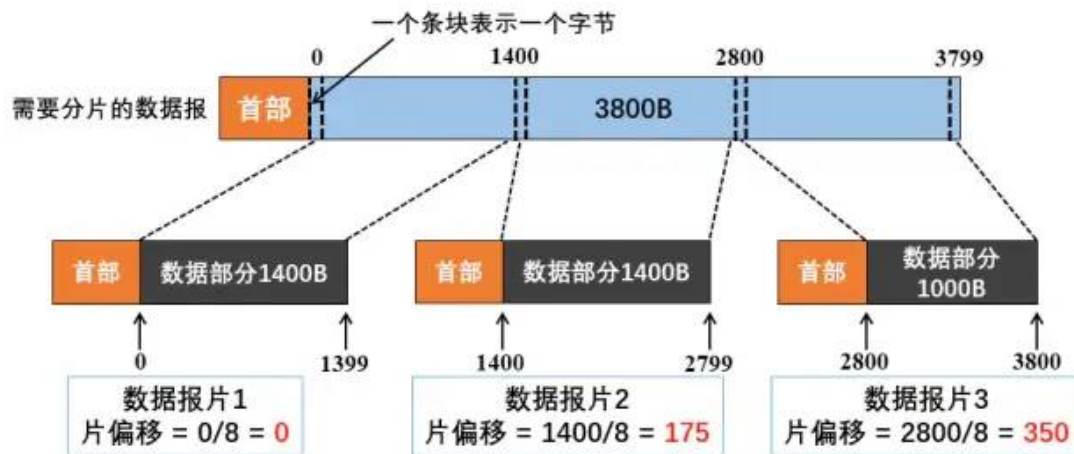 一个条块表示一个字节
0 1400 2800 3799
需要分片的数据报 首部 3800B
首部 数据部分1400B 首部 数据部分1400B 首部 数据部分
1000B
0 1399 1400 2799 2800 3800
数据报片1
片偏移 = 0/8 = 0
数据报片2
片偏移 = 1400/8 = 175
数据报片3
片偏移 = 2800/8 = 350